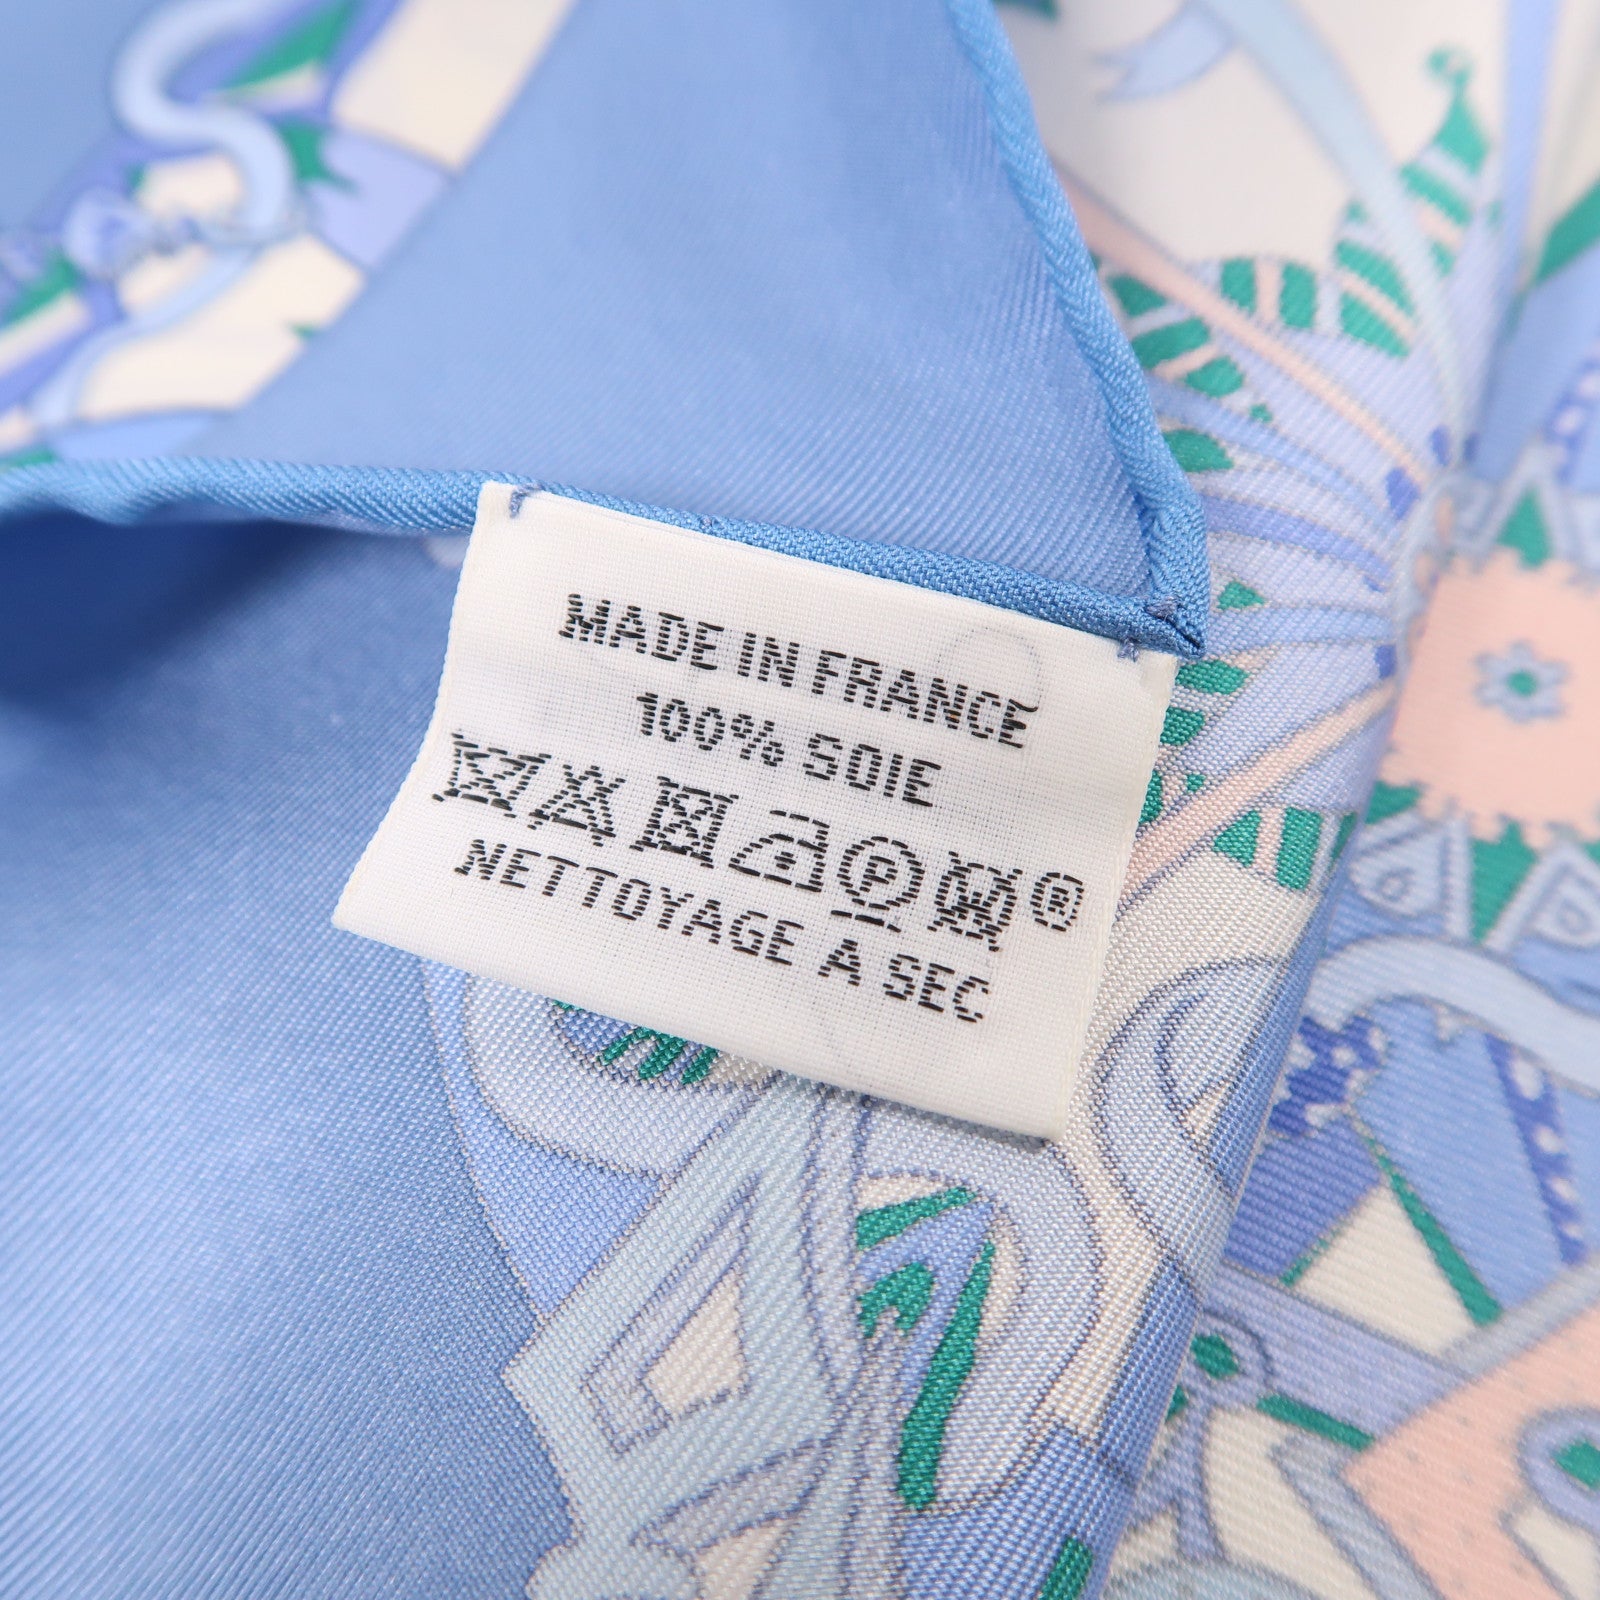 MADE IN FRANCE
100% SOIE
P ®
NETTOYAGE A SEC